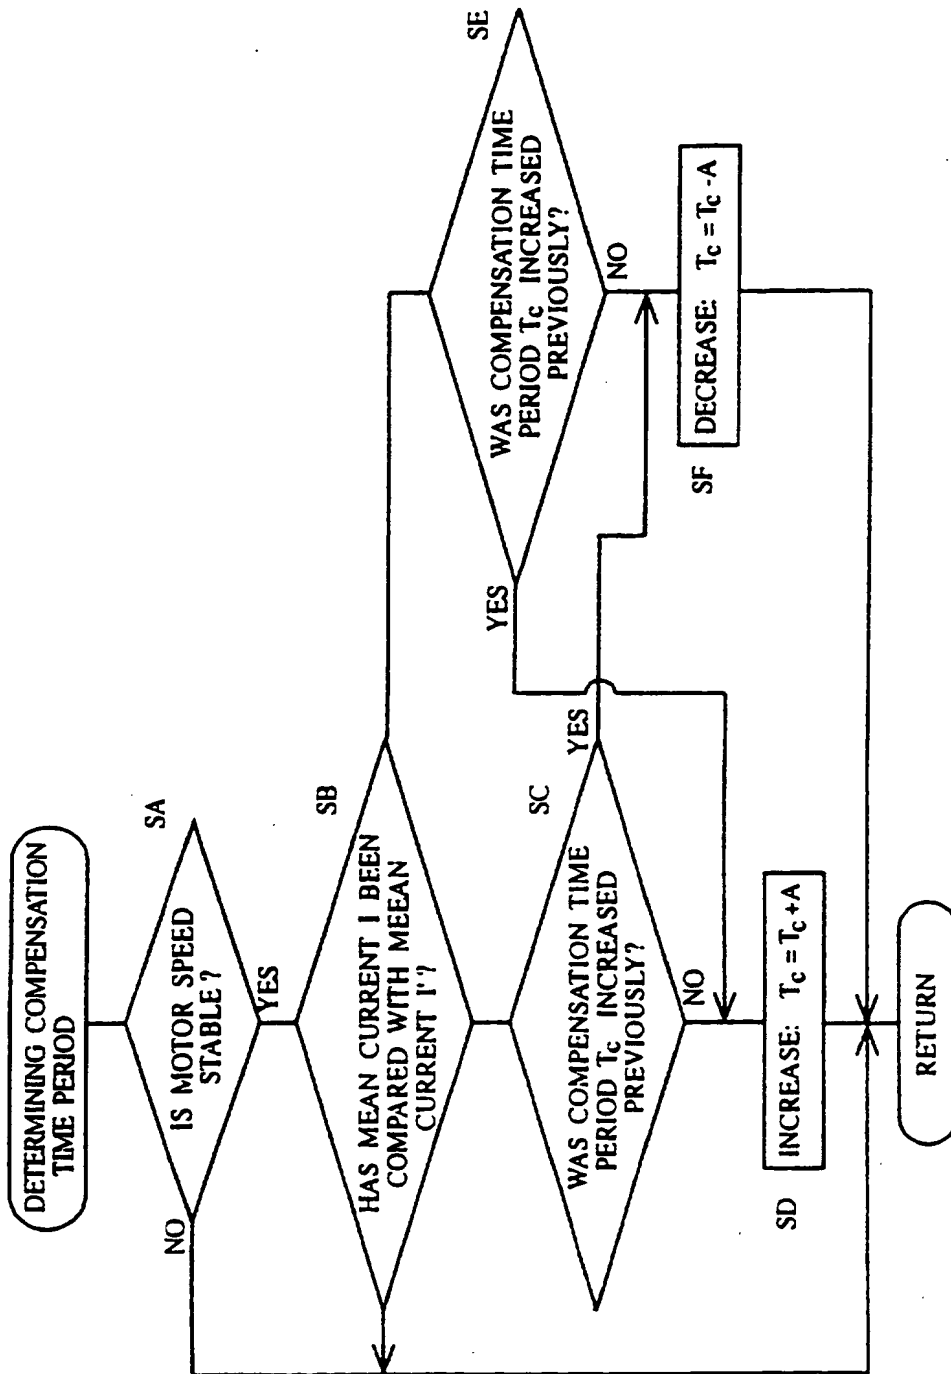 DETERMINING COMPENSATION
TIME PERIOD
SA
IS MOTOR SPEED
STABLE?
NO
YES
SB
HAS MEAN CURRENT I BEEN
COMPARED WITH MEEAN
CURRENT I'?
SC
WAS COMPENSATION TIME
PERIOD Tc INCREASED
PREVIOUSLY?
YES
NO
SE
WAS COMPENSATION TIME
PERIOD Tc INCREASED
PREVIOUSLY?
YES
NO
SD
INCREASE: Tc = Tc +A
SF
DECREASE: Tc = Tc -A
RETURN